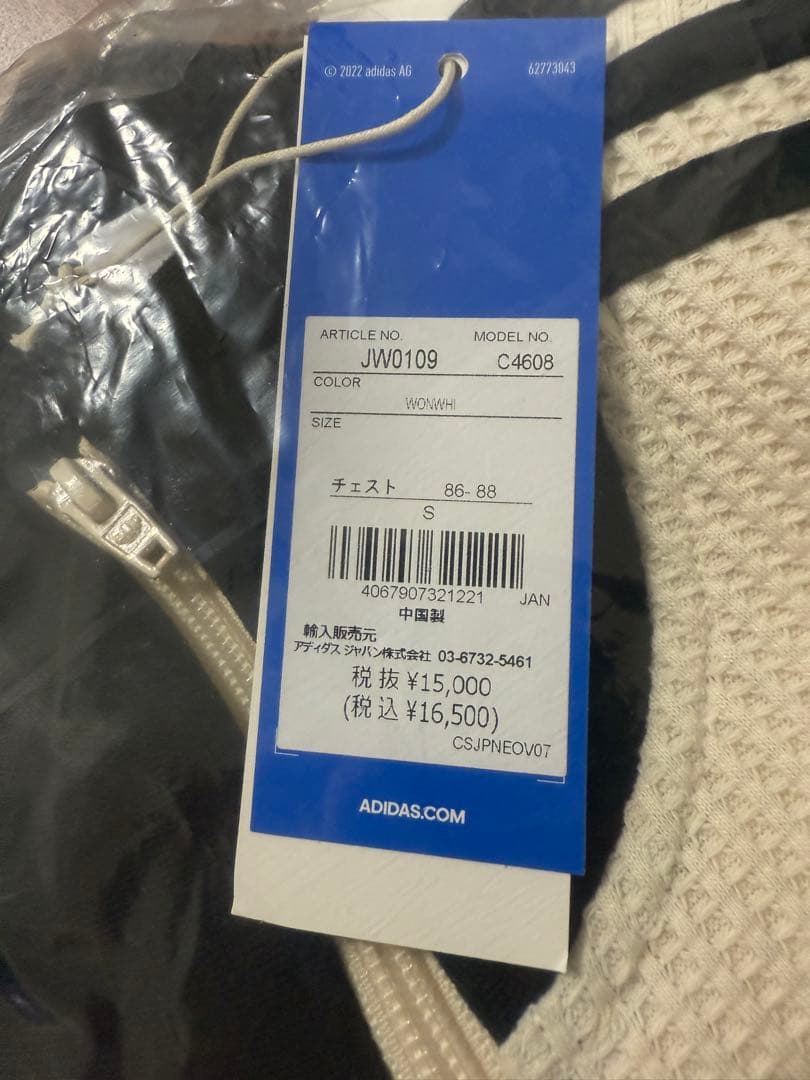 © 2022 adidas AG 62773043
ARTICLE NO. MODEL NO.
JW0109 C4608
COLOR
WONWHI
SIZE
チェスト 86- 88
S
4067907321221 JAN
中国製
輸入販売元
アディダス ジャパン株式会社 03-6732-5461
税抜 ¥15,000
(税込 ¥16,500)
CSJPNEOV07
ADIDAS.COM